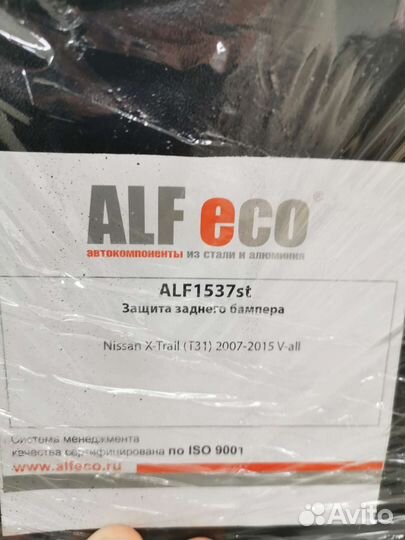 ALF eco®
автокомпоненты из стали и алюминия
ALF1537st
Защита заднего бампера
Nissan X-Trail (T31) 2007-2015 V-all
Система менеджмента
качества сертифицирована по ISO 9001
www.alfeco.ru
Avito